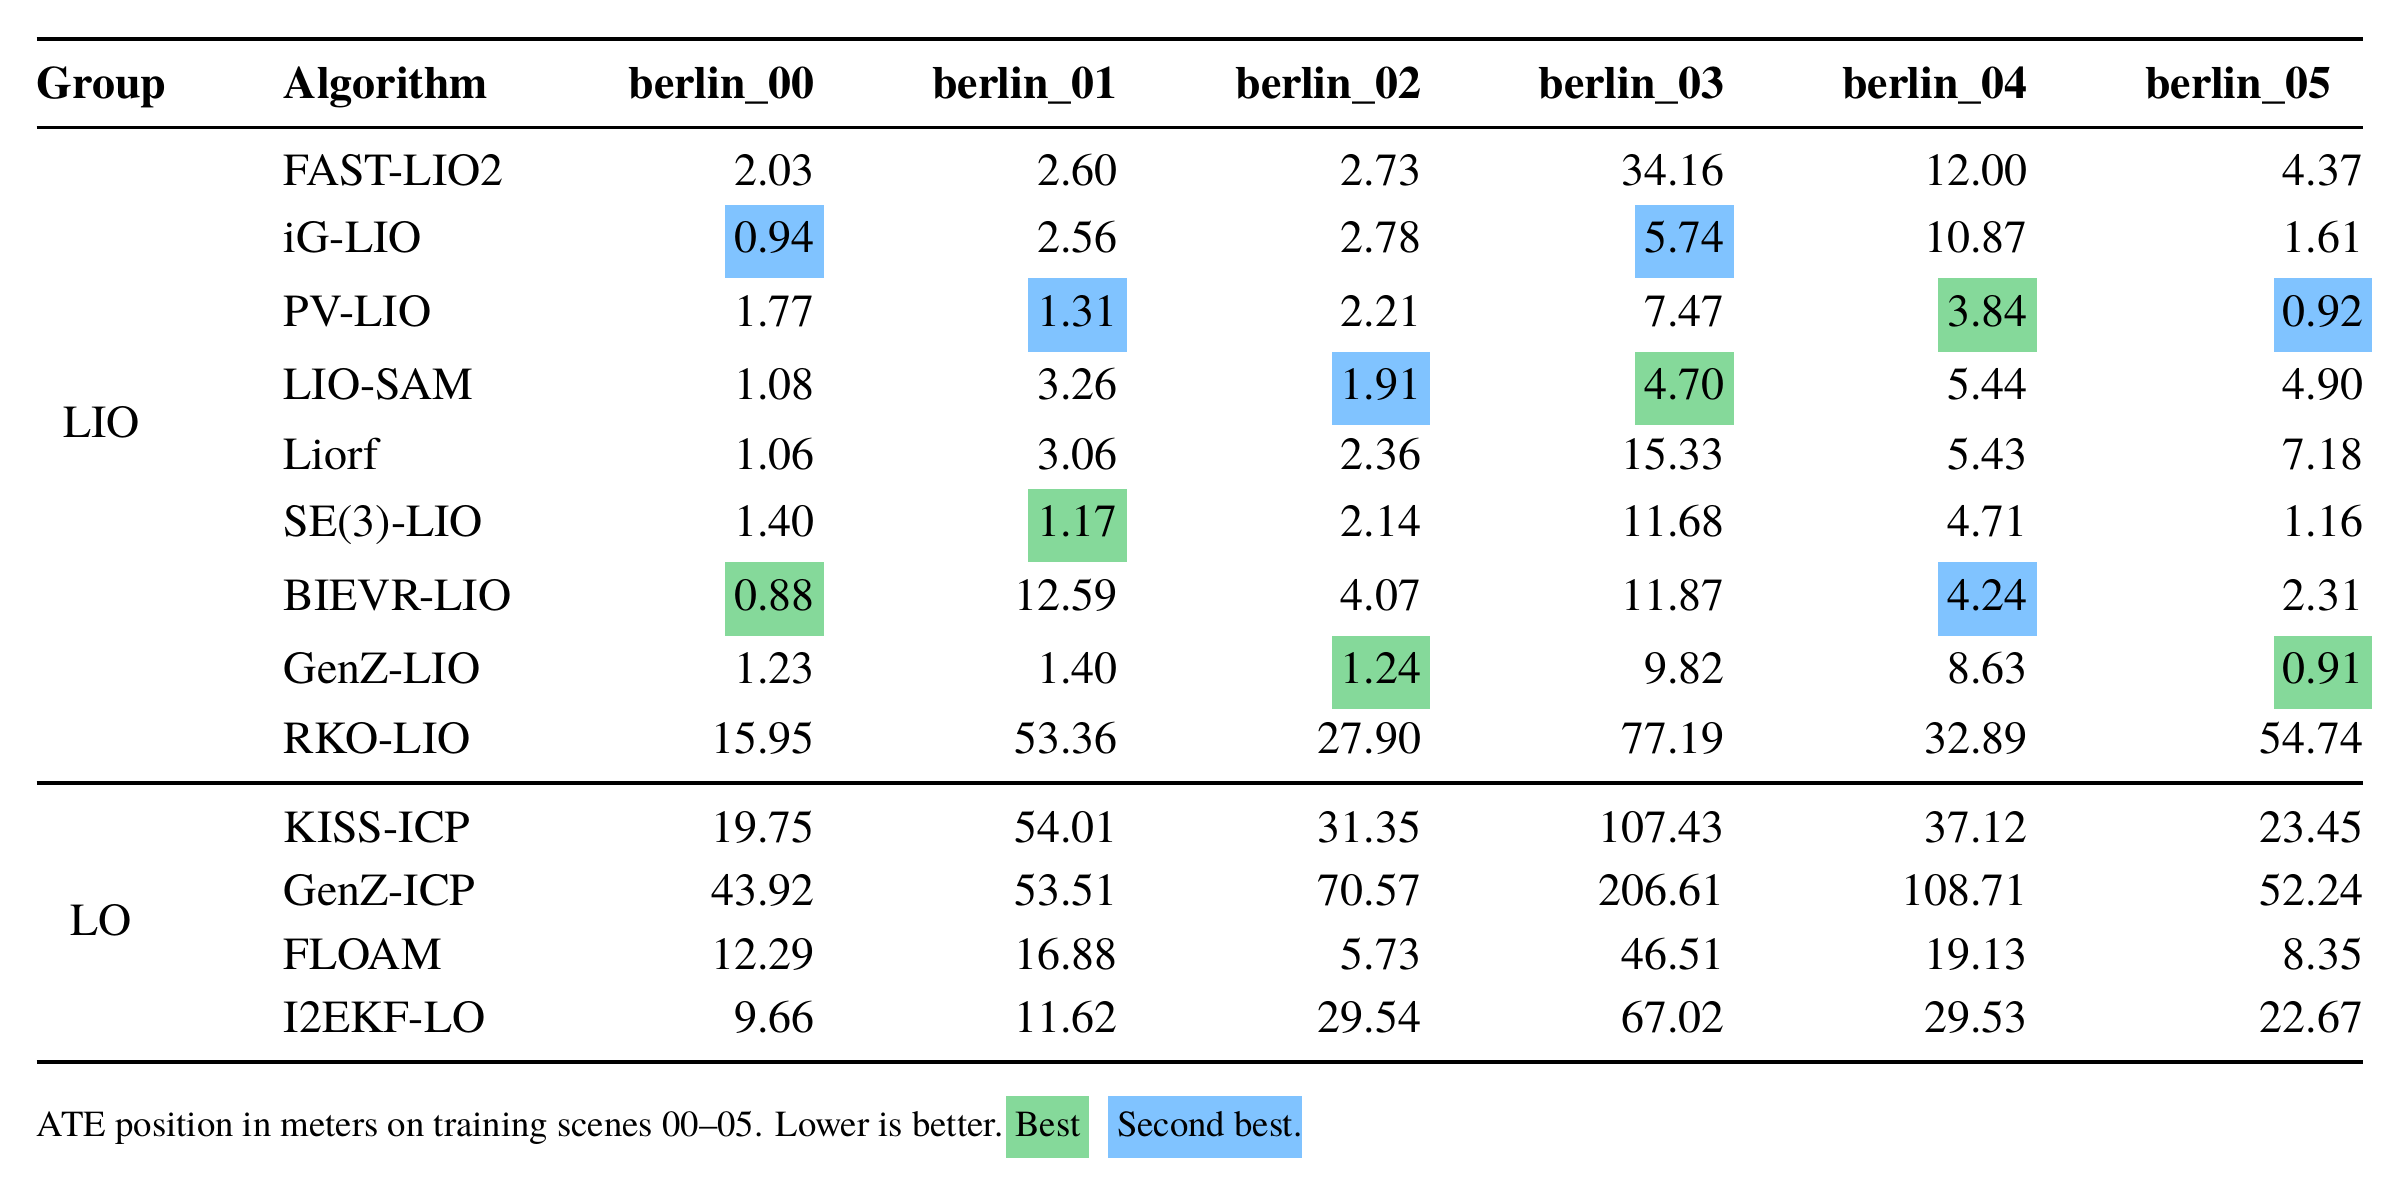 Group Algorithm berlin_00 berlin_01 berlin_02 berlin_03 berlin_04 berlin_05
FAST-LIO2 2.03 2.60 2.73 34.16 12.00 4.37
iG-LIO 0.94 2.56 2.78 5.74 10.87 1.61
PV-LIO 1.77 1.31 2.21 7.47 3.84 0.92
LIO-SAM 1.08 3.26 1.91 4.70 5.44 4.90
LIO
Liorf 1.06 3.06 2.36 15.33 5.43 7.18
SE(3)-LIO 1.40 1.17 2.14 11.68 4.71 1.16
BIEVR-LIO 0.88 12.59 4.07 11.87 4.24 2.31
GenZ-LIO 1.23 1.40 1.24 9.82 8.63 0.91
RKO-LIO 15.95 53.36 27.90 77.19 32.89 54.74
KISS-ICP 19.75 54.01 31.35 107.43 37.12 23.45
GenZ-ICP 43.92 53.51 70.57 206.61 108.71 52.24
LO
FLOAM 12.29 16.88 5.73 46.51 19.13 8.35
I2EKF-LO 9.66 11.62 29.54 67.02 29.53 22.67
ATE position in meters on training scenes 00–05. Lower is better. Best Second best.